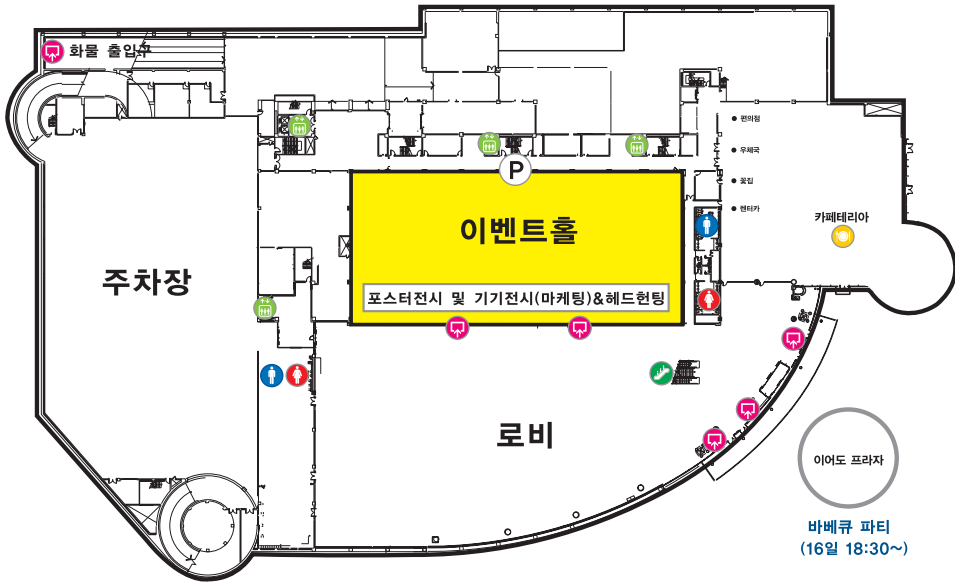 화물 출입구
편의점
우체국
P
꽃집
렌터카
카페테리아
이벤트홀
주차장
포스터전시 및 기기전시(마케팅)&헤드헌팅
로비
이어도 프라자
바베큐 파티
(16일 18:30~)